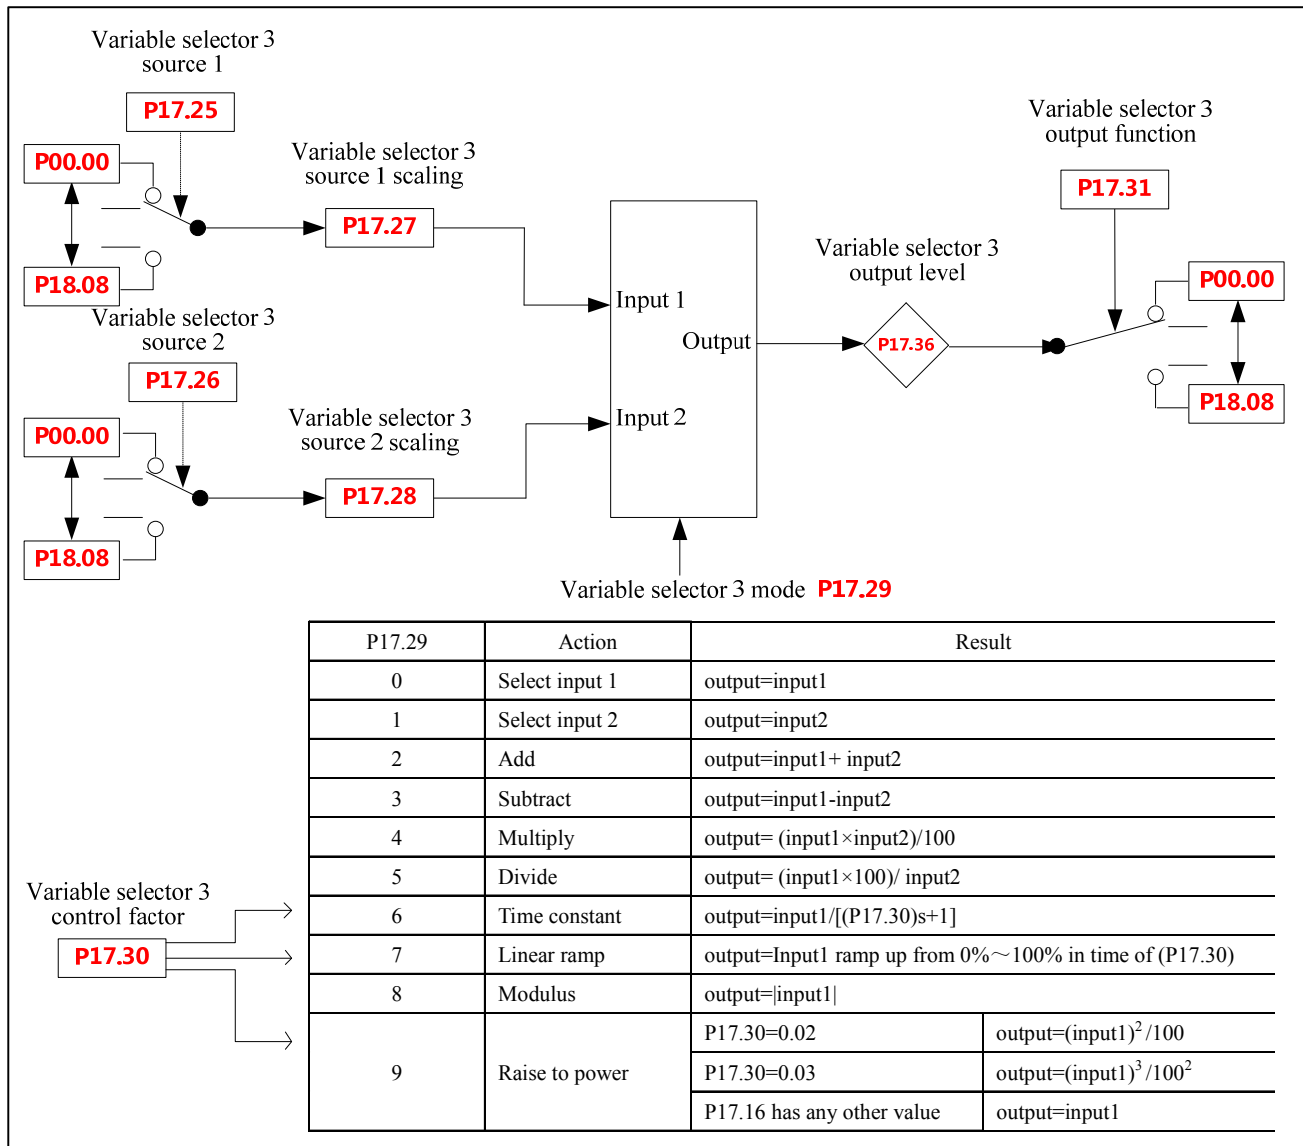 Variable selector 3
source 1
P17.25
P00.00
P18.08
Variable selector 3
source 1 scaling
P17.27
Variable selector 3
source 2
P17.26
P00.00
P18.08
Variable selector 3
source 2 scaling
P17.28
Input 1
Output
Input 2
Variable selector 3 mode P17.29
Variable selector 3
output level
P17.36
Variable selector 3
output function
P17.31
P00.00
P18.08
P17.29 Action Result
0 Select input 1 output=input1
1 Select input 2 output=input2
2 Add output=input1+ input2
3 Subtract output=input1-input2
4 Multiply output= (input1×input2)/100
5 Divide output= (input1×100)/ input2
6 Time constant output=input1/[(P17.30)s+1]
7 Linear ramp output=Input1 ramp up from 0%～100% in time of (P17.30)
8 Modulus output=|input1|
9 Raise to power
P17.30=0.02 output=(input1)²/100
P17.30=0.03 output=(input1)³/100²
P17.16 has any other value output=input1
Variable selector 3
control factor
P17.30